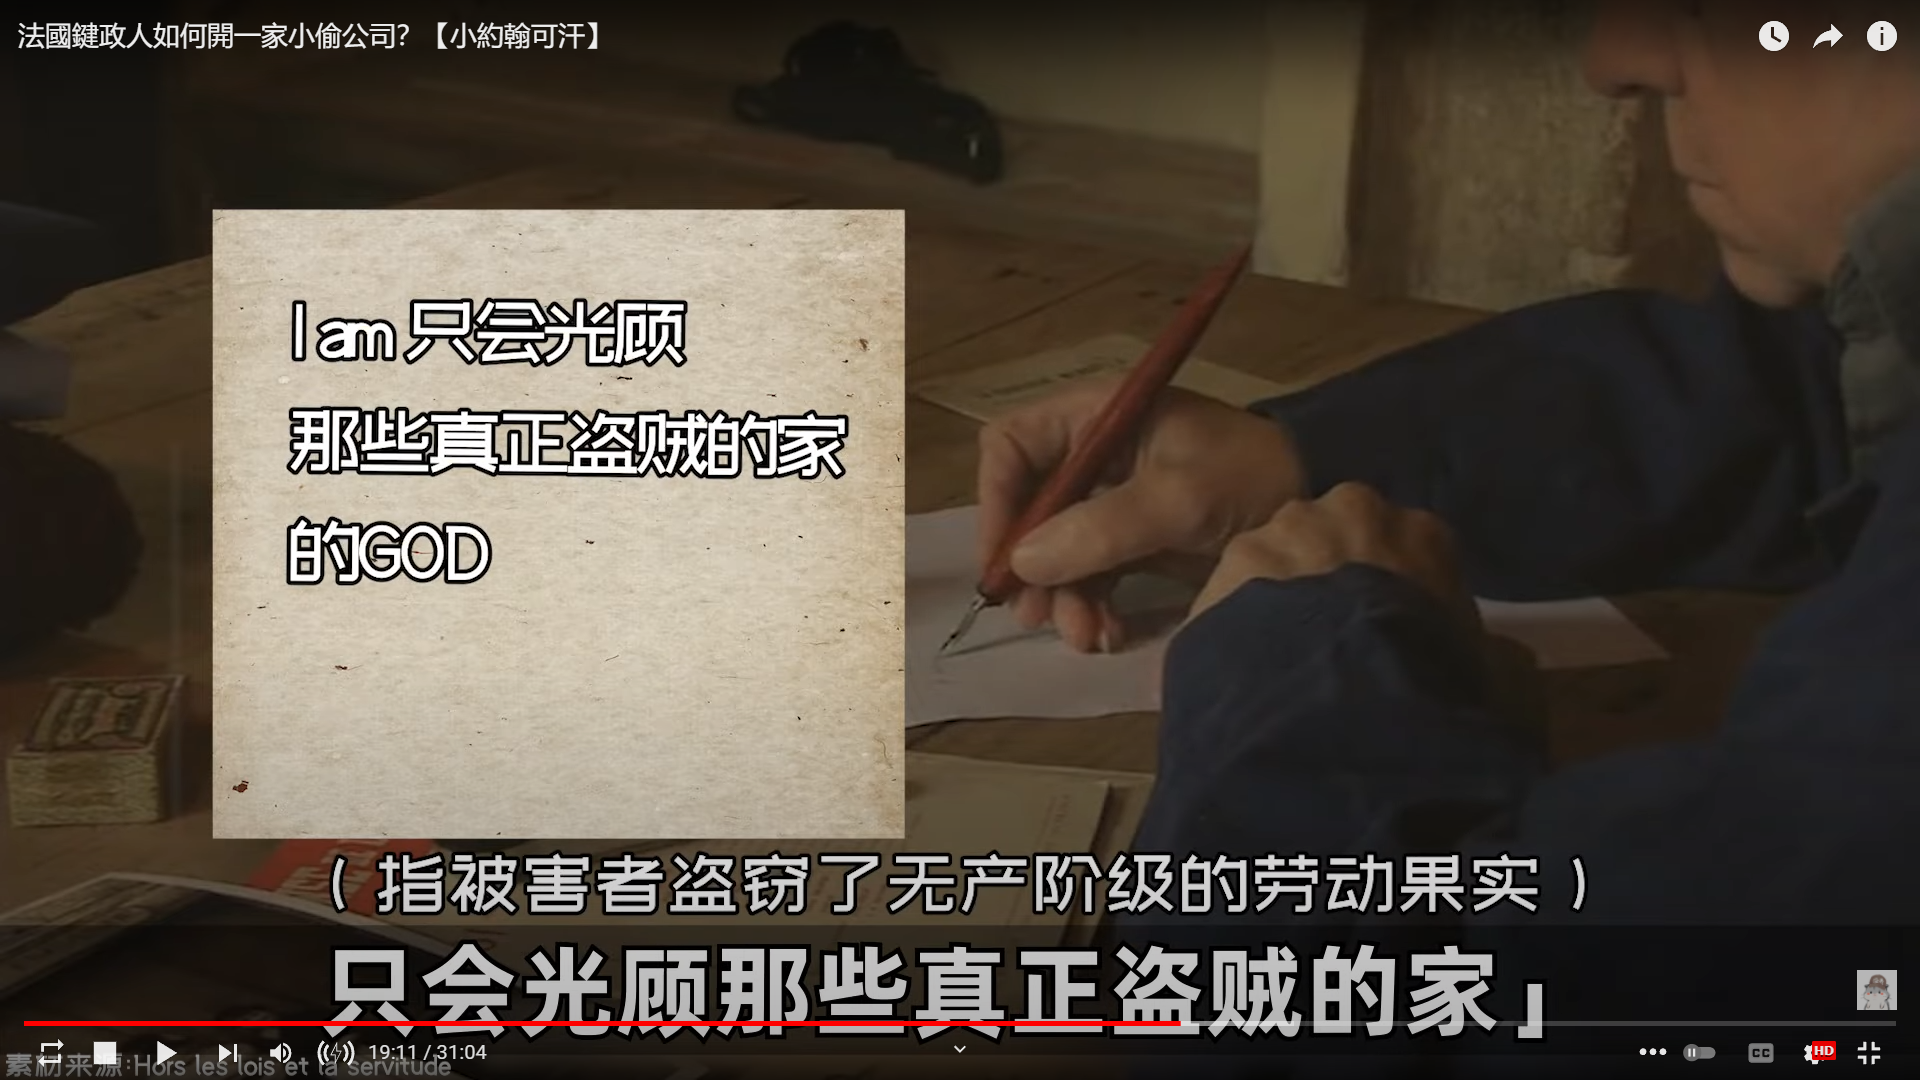 法國鍵政人如何開一家小偷公司？【小約翰可汗】
I am 只会光顾
那些真正盗贼的家
的GOD
（指被害者盗窃了无产阶级的劳动果实）
只会光顾那些真正盗贼的家」
19:11 / 31:04
CC
HD
素材来源:Hors les lois et la servitude